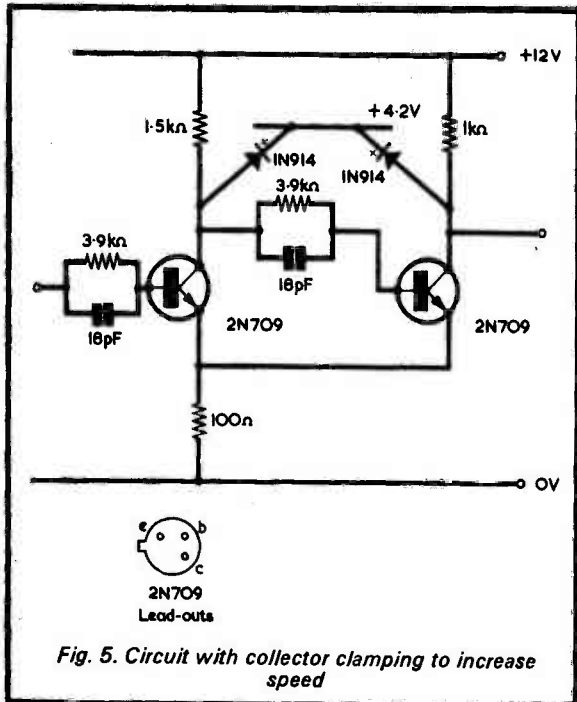 +12V
1·5kΩ
+4·2V
1kΩ
1N914
1N914
3·9kΩ
3·9kΩ
18pF
18pF
2N709
2N709
100Ω
0V
e b
c
2N709
Lead-outs
Fig. 5. Circuit with collector clamping to increase
speed